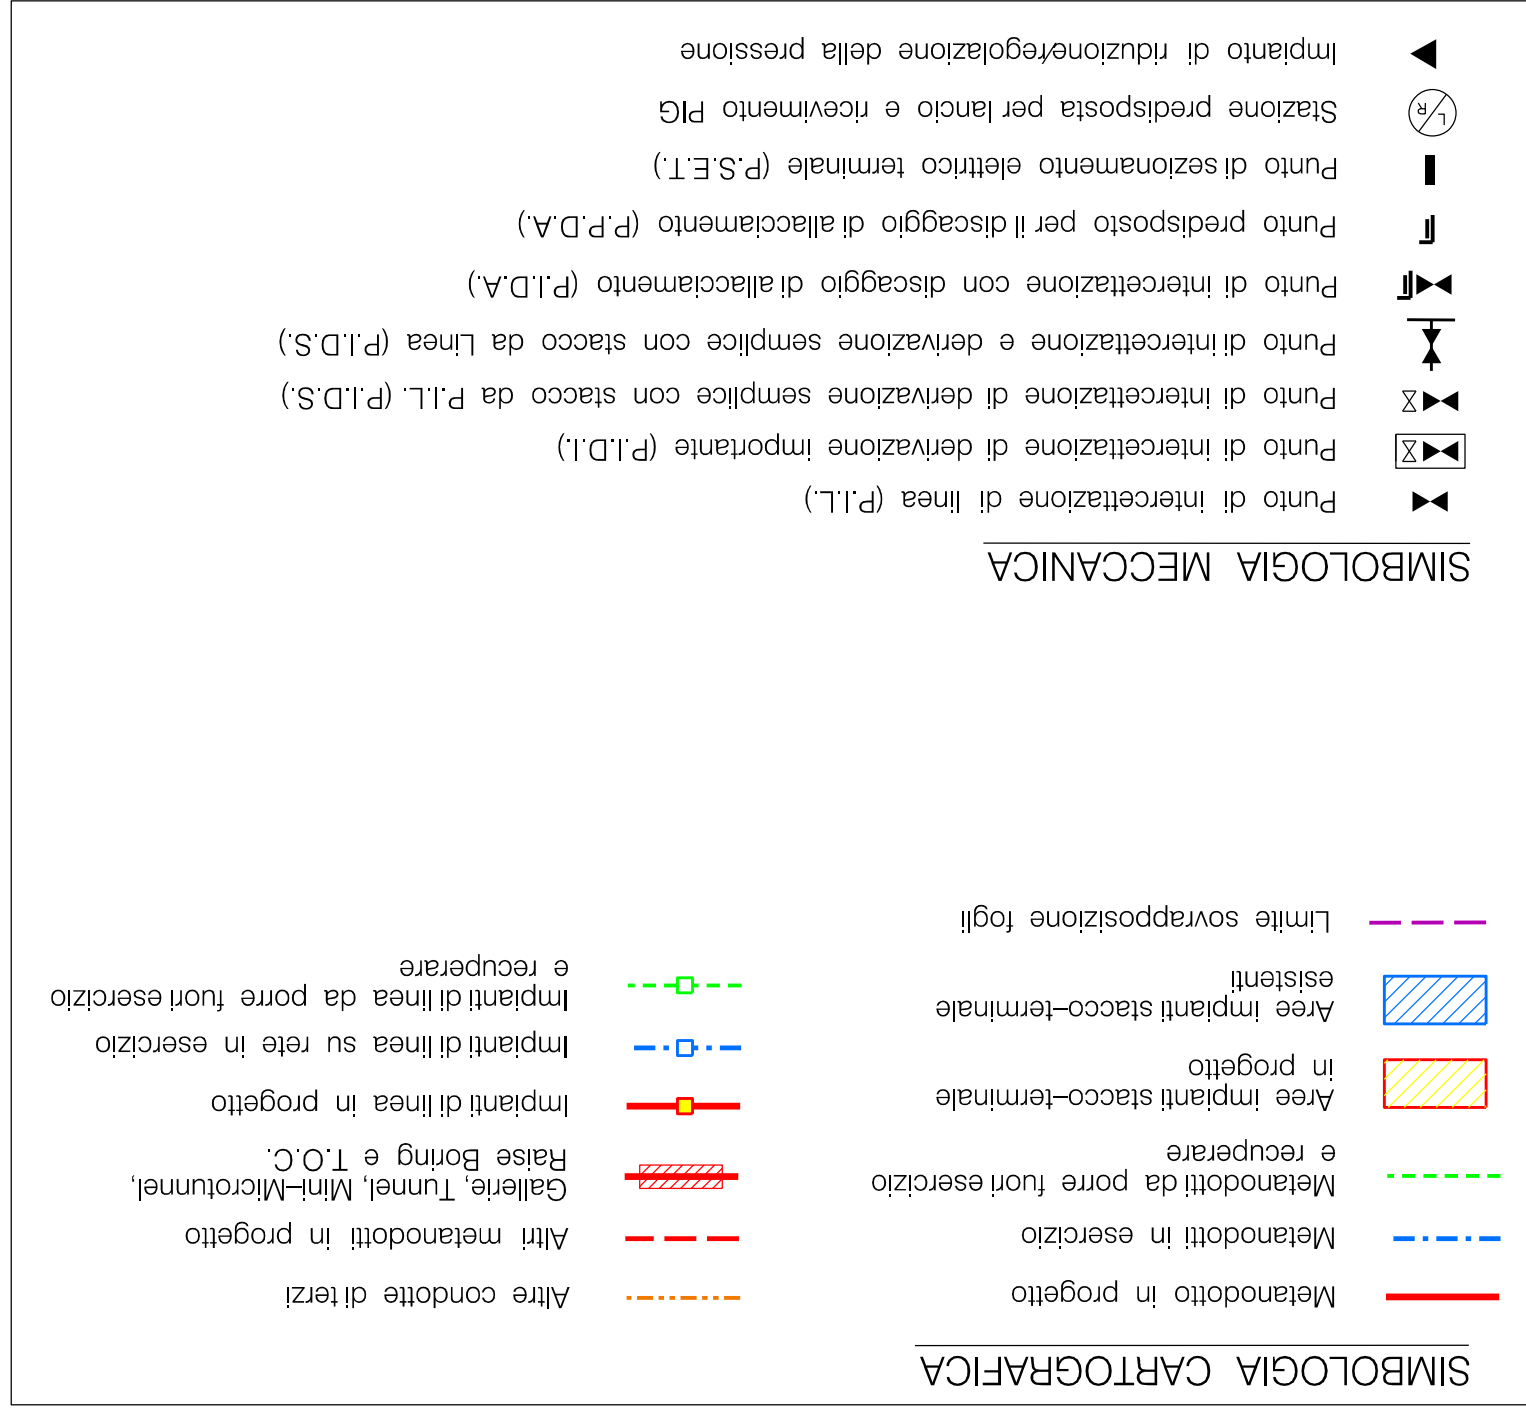 SIMBOLOGIA CARTOGRAFICA
Metanodotto in progetto
Metanodotti in esercizio
Metanodotti da porre fuori esercizio
e recuperare
Aree impianti stacco–terminale
in progetto
Aree impianti stacco–terminale
esistenti
Limite sovrapposizione fogli
Altre condotte di terzi
Altri metanodotti in progetto
Gallerie, Tunnel, Mini–Microtunnel,
Raise Boring e T.O.C.
Impianti di linea in progetto
Impianti di linea su rete in esercizio
Impianti di linea da porre fuori esercizio
e recuperare
SIMBOLOGIA MECCANICA
Punto di intercettazione di linea (P.I.L.)
Punto di intercettazione di derivazione importante (P.I.D.I.)
Punto di intercettazione di derivazione semplice con stacco da P.I.L. (P.I.D.S.)
Punto di intercettazione e derivazione semplice con stacco da Linea (P.I.D.S.)
Punto di intercettazione con discaggio di allacciamento (P.I.D.A.)
Punto predisposto per il discaggio di allacciamento (P.P.D.A.)
Punto di sezionamento elettrico terminale (P.S.E.T.)
L/R Stazione predisposta per lancio e ricevimento PIG
Impianto di riduzione/regolazione della pressione